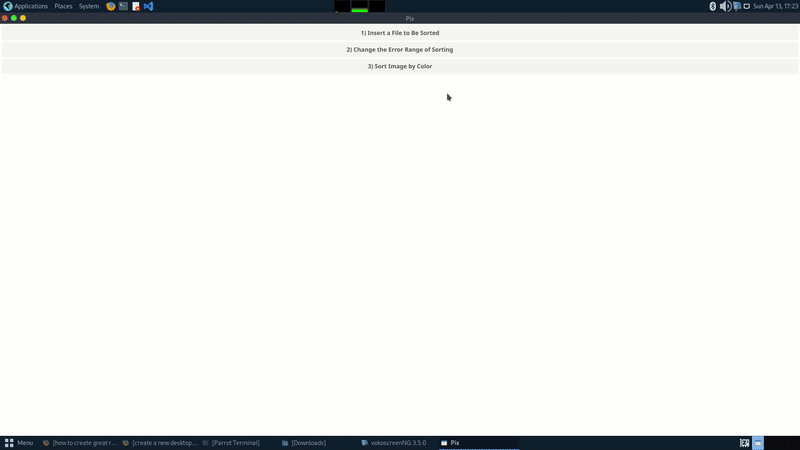 Applications Places System Sun Apr 13, 17:23
Pix
1) Insert a File to Be Sorted
2) Change the Error Range of Sorting
3) Sort Image by Color
Menu [how to create great r... [create a new desktop... [Parrot Terminal] [Downloads] vokoscreenNG 3.5.0 Pix